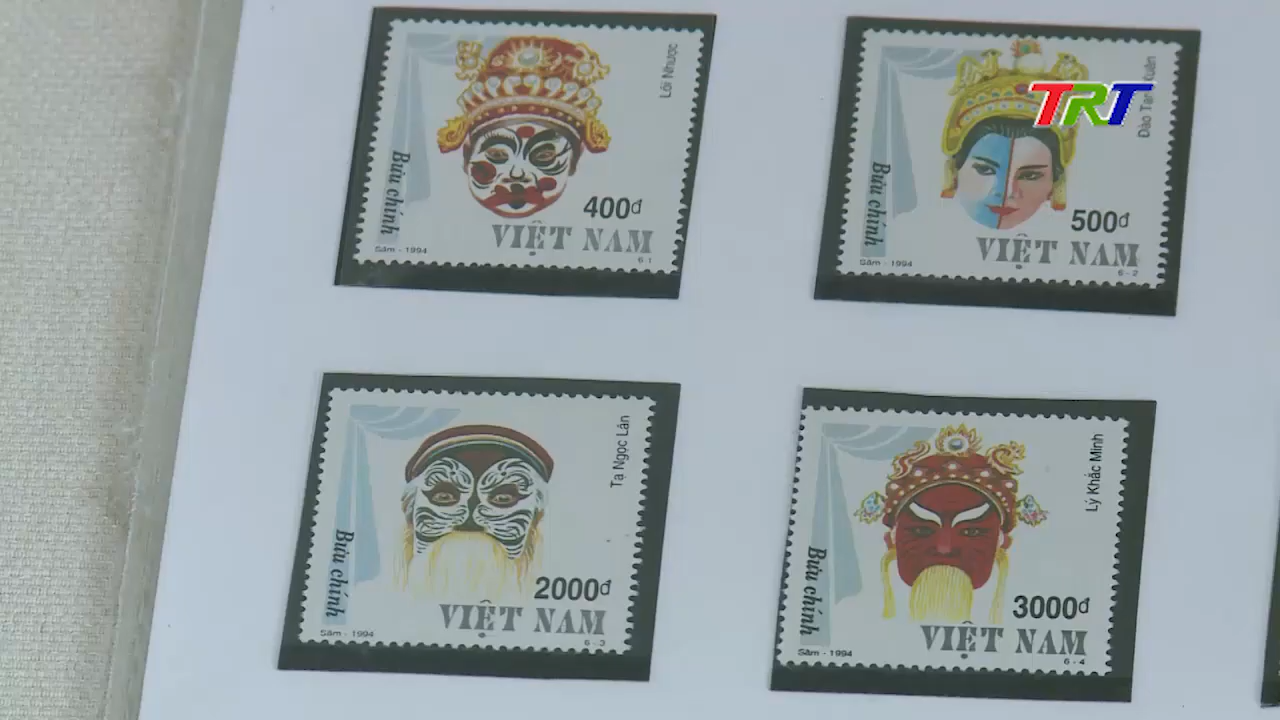 TRT
Lôi Nhược
Bưu chính
400đ
VIỆT NAM
Sâm - 1994
6-1
Đào Tam Xuân
Bưu chính
500đ
VIỆT NAM
Sâm - 1994
6 - 2
Tạ Ngọc Lân
Bưu chính
2000đ
VIỆT NAM
Sâm - 1994
6 - 3
Lý Khắc Minh
Bưu chính
3000đ
VIỆT NAM
Sâm - 1994
6 - 4